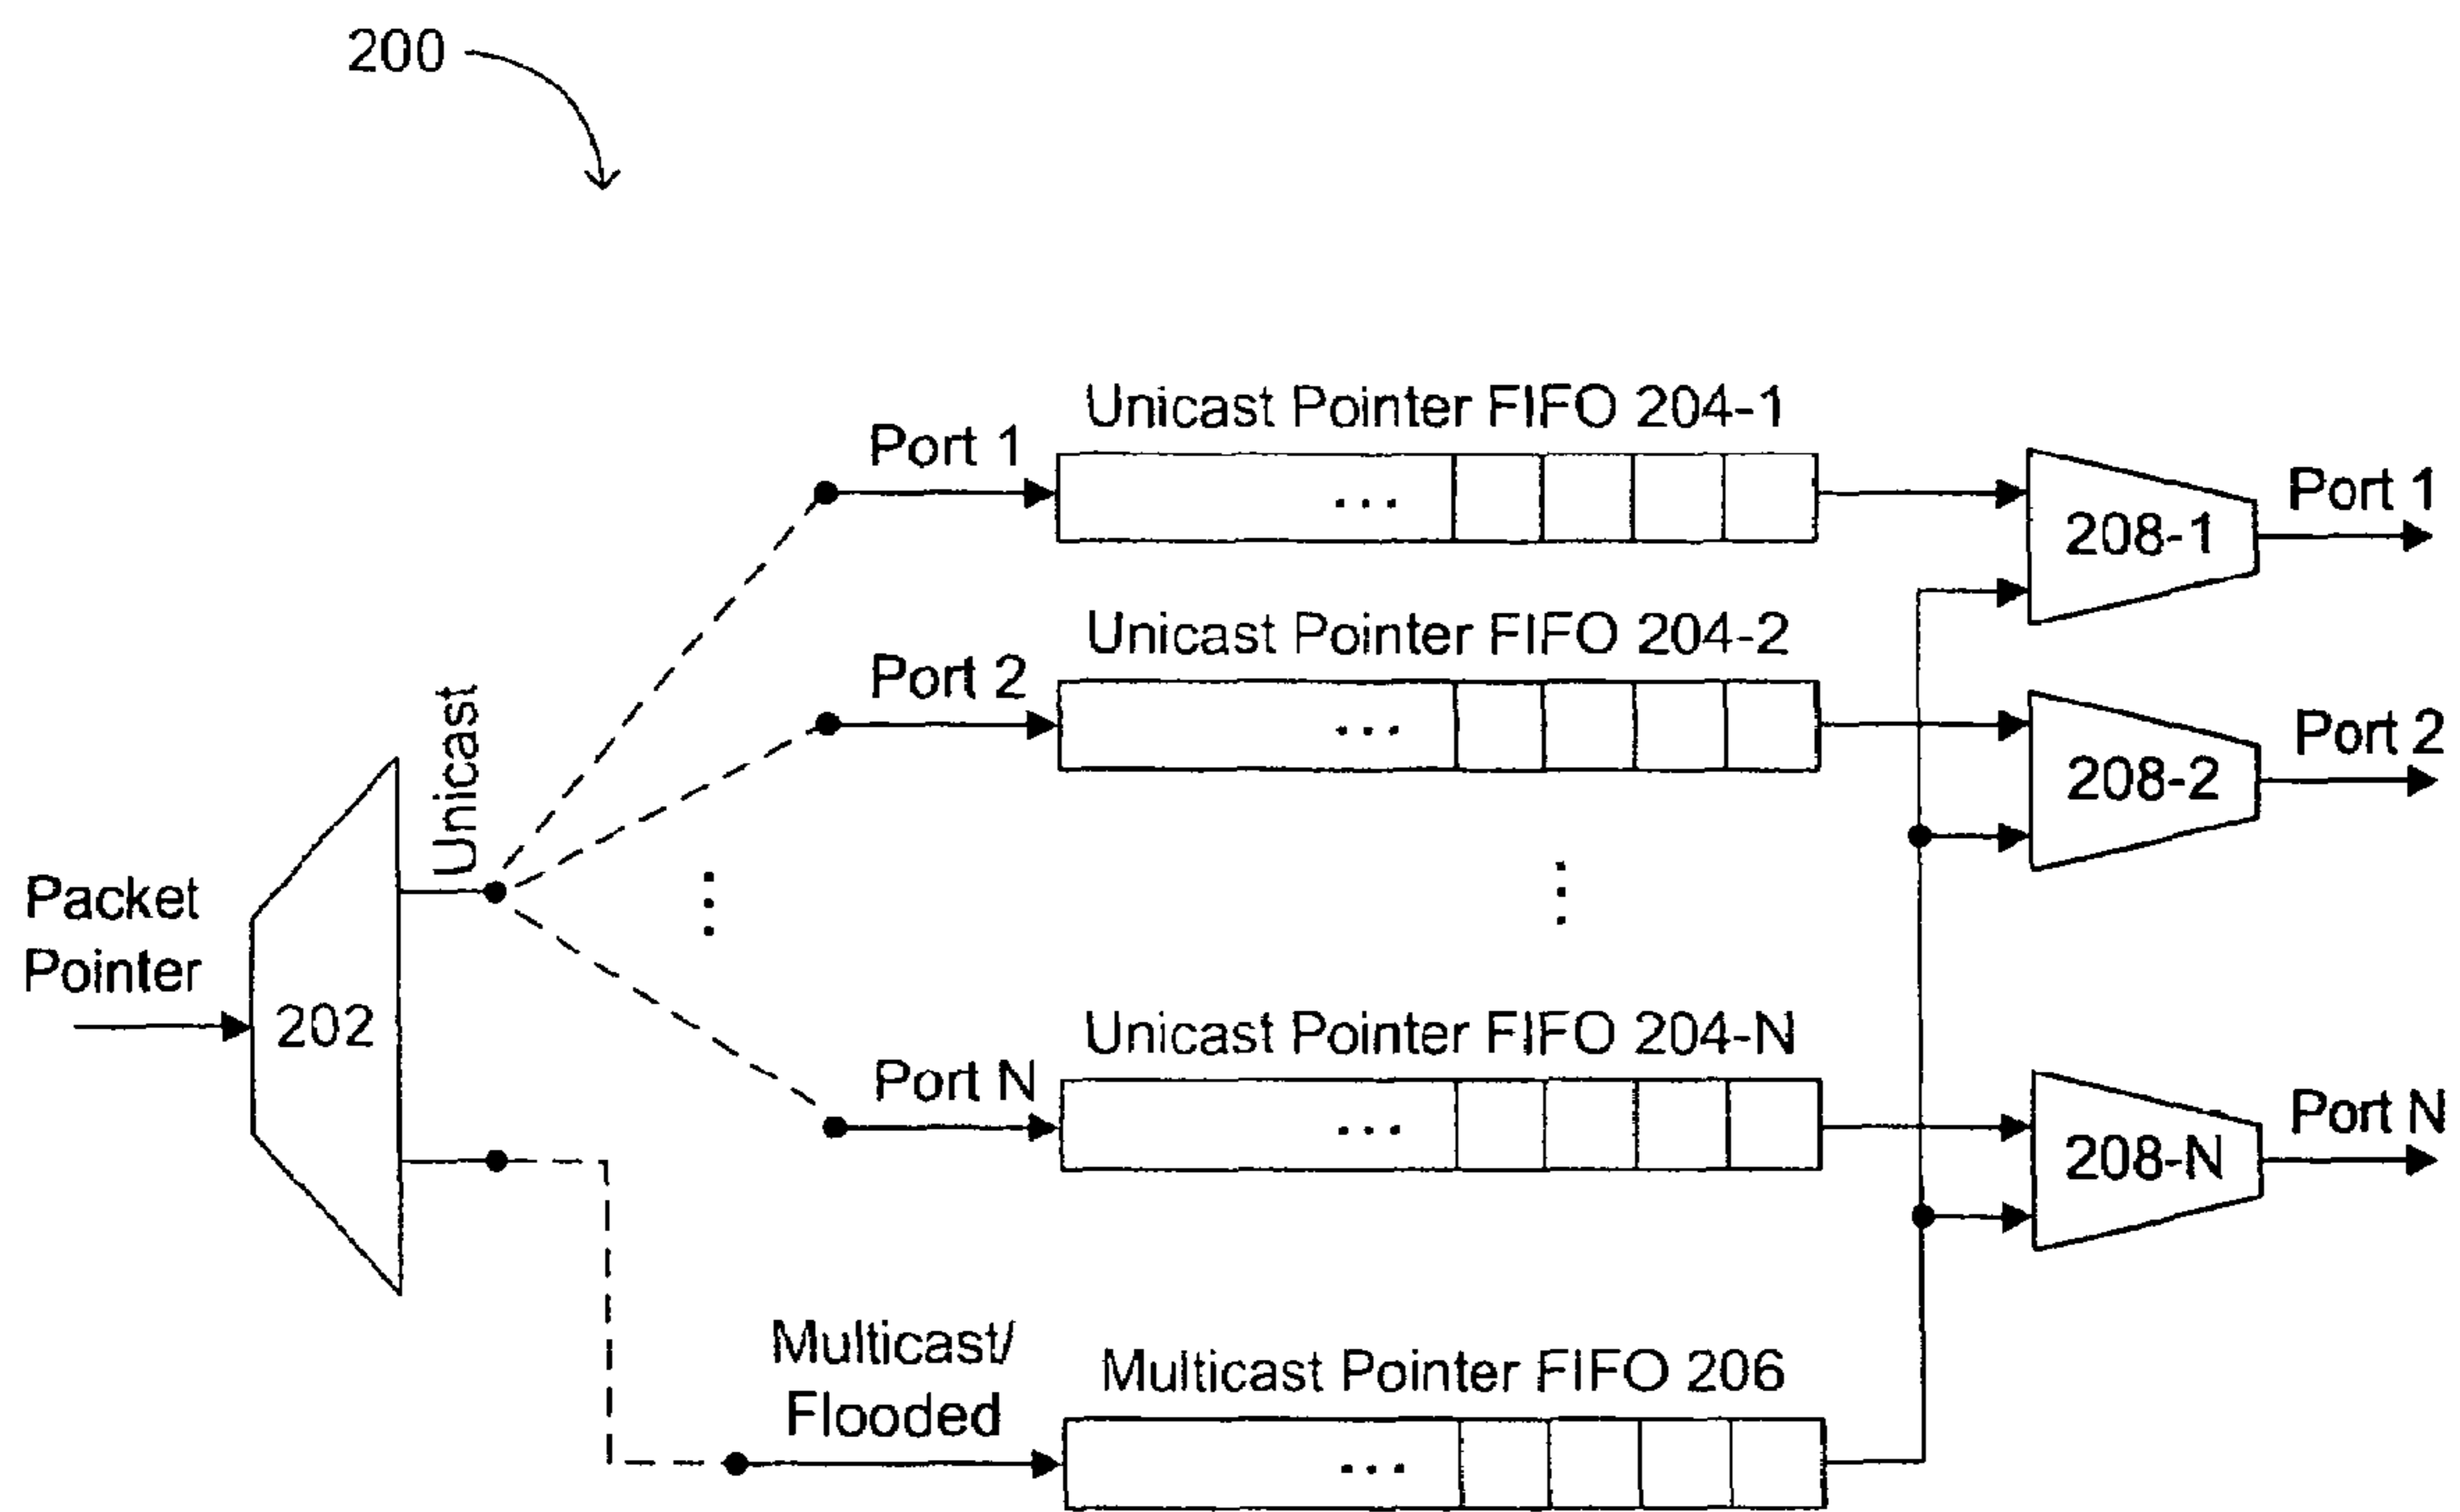 200
Unicast Pointer FIFO 204-1
Port 1
Port 1
208-1
Unicast Pointer FIFO 204-2
Port 2
Port 2
208-2
Unicast
Packet
Pointer
202
Unicast Pointer FIFO 204-N
Port N
Port N
208-N
Multicast/
Flooded
Multicast Pointer FIFO 206